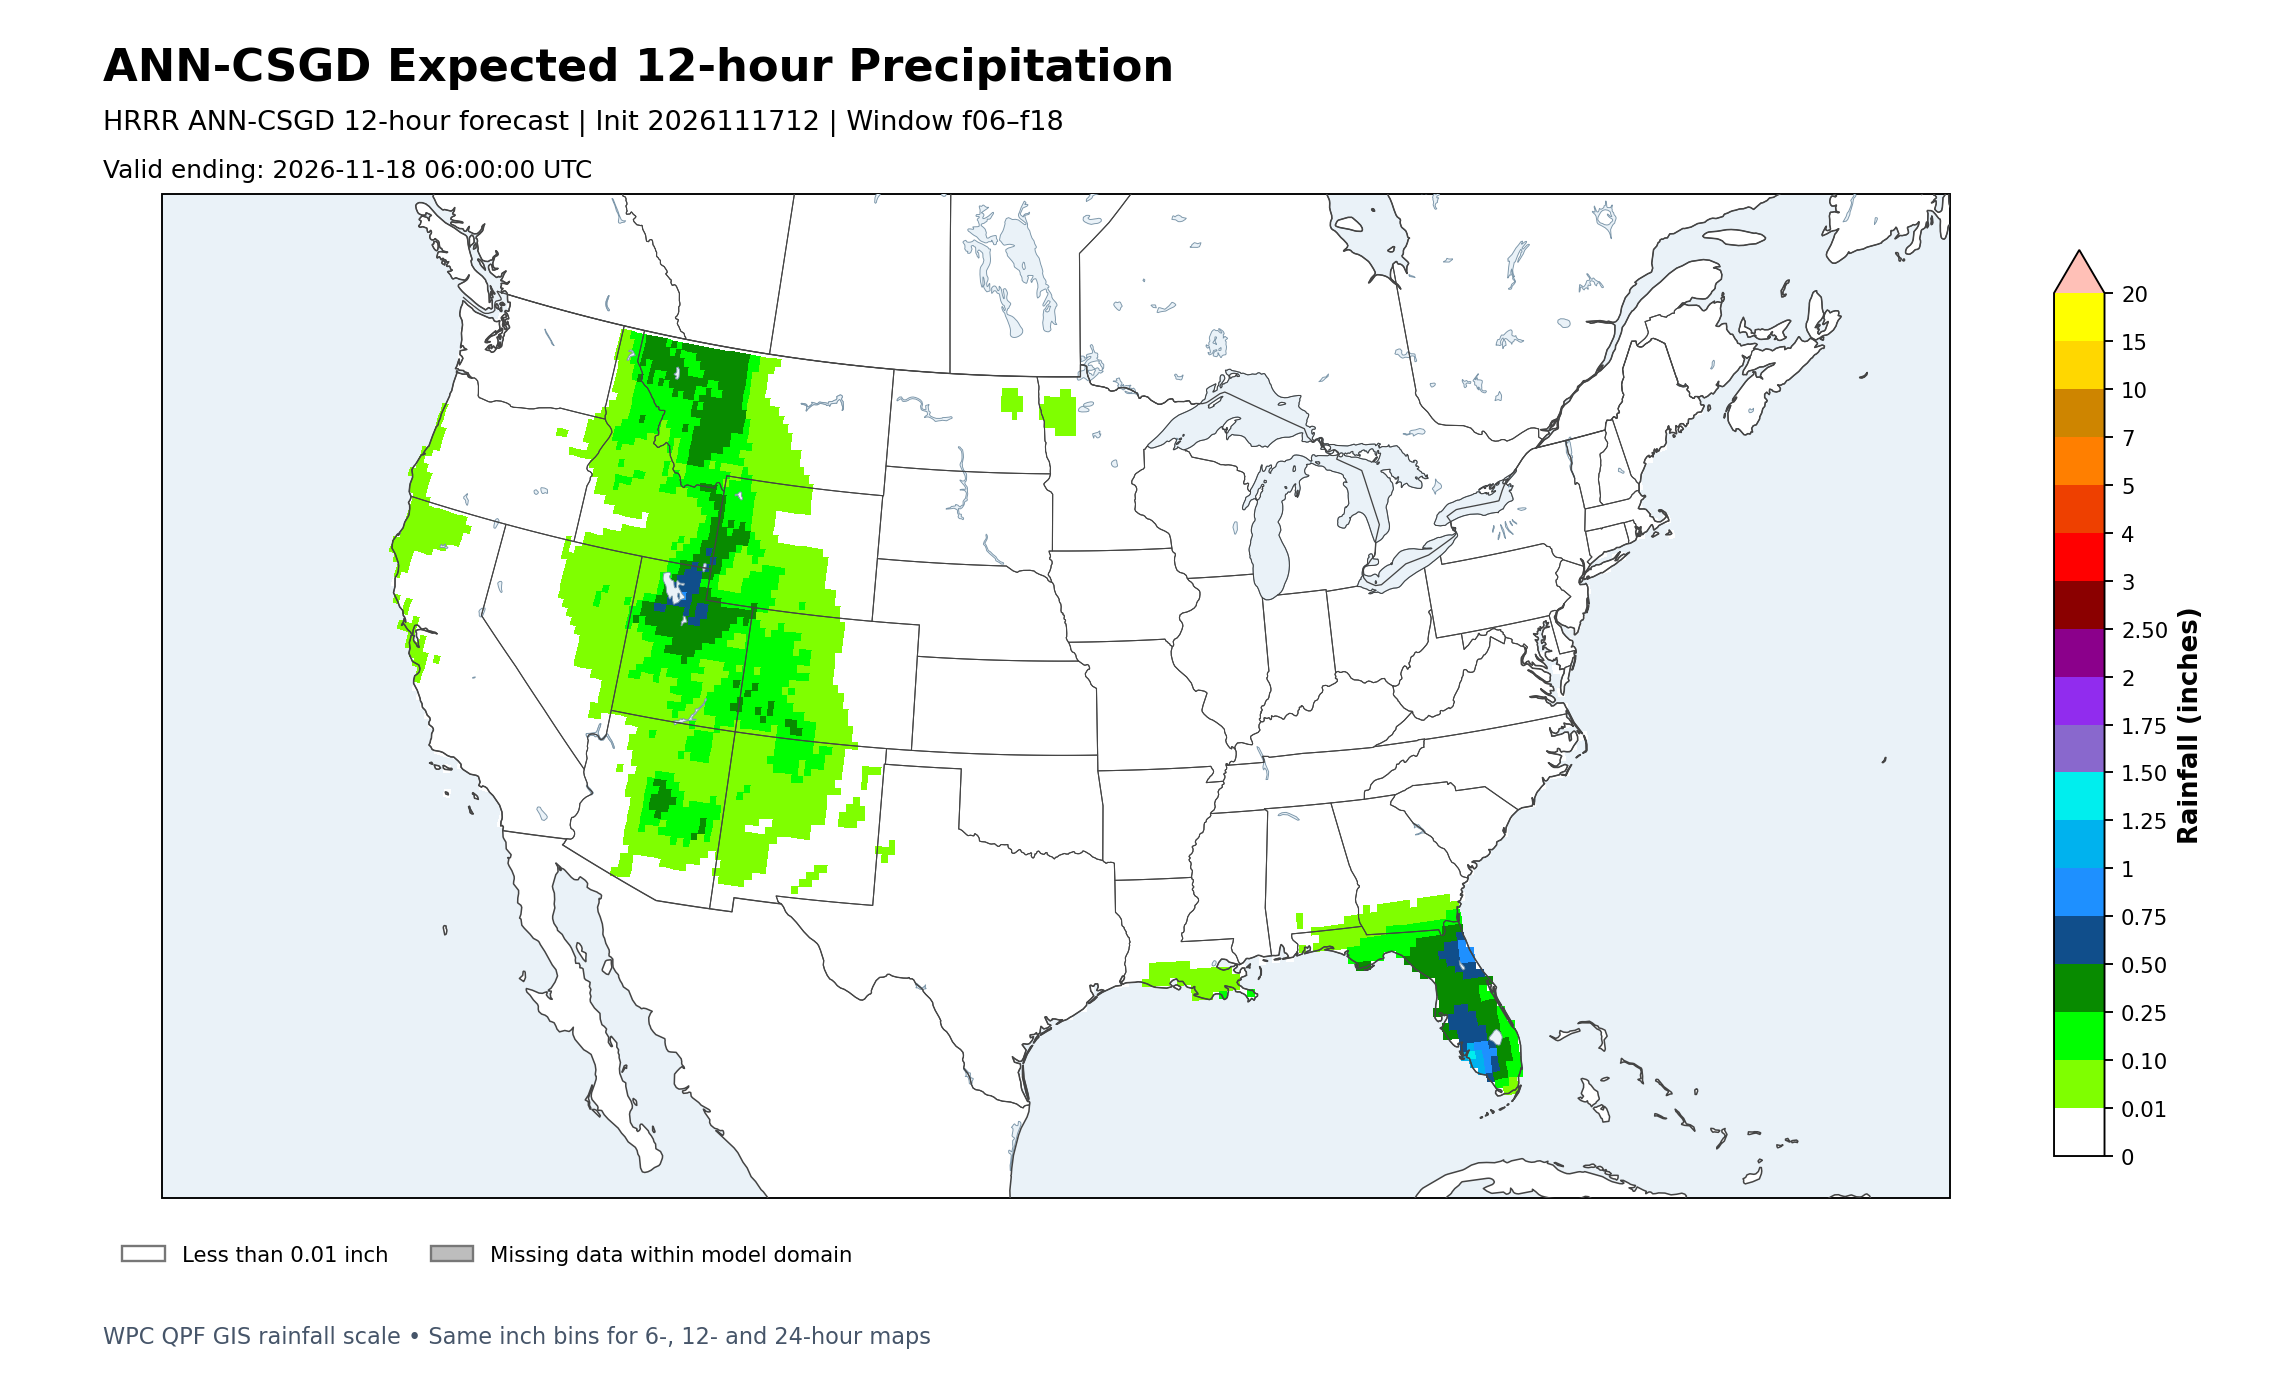 ANN-CSGD Expected 12-hour Precipitation
HRRR ANN-CSGD 12-hour forecast | Init 2026111712 | Window f06–f18
Valid ending: 2026-11-18 06:00:00 UTC
20
15
10
7
5
4
3
2.50
2
1.75
1.50
1.25
1
0.75
0.50
0.25
0.10
0.01
0
Rainfall (inches)
Less than 0.01 inch
Missing data within model domain
WPC QPF GIS rainfall scale • Same inch bins for 6-, 12- and 24-hour maps